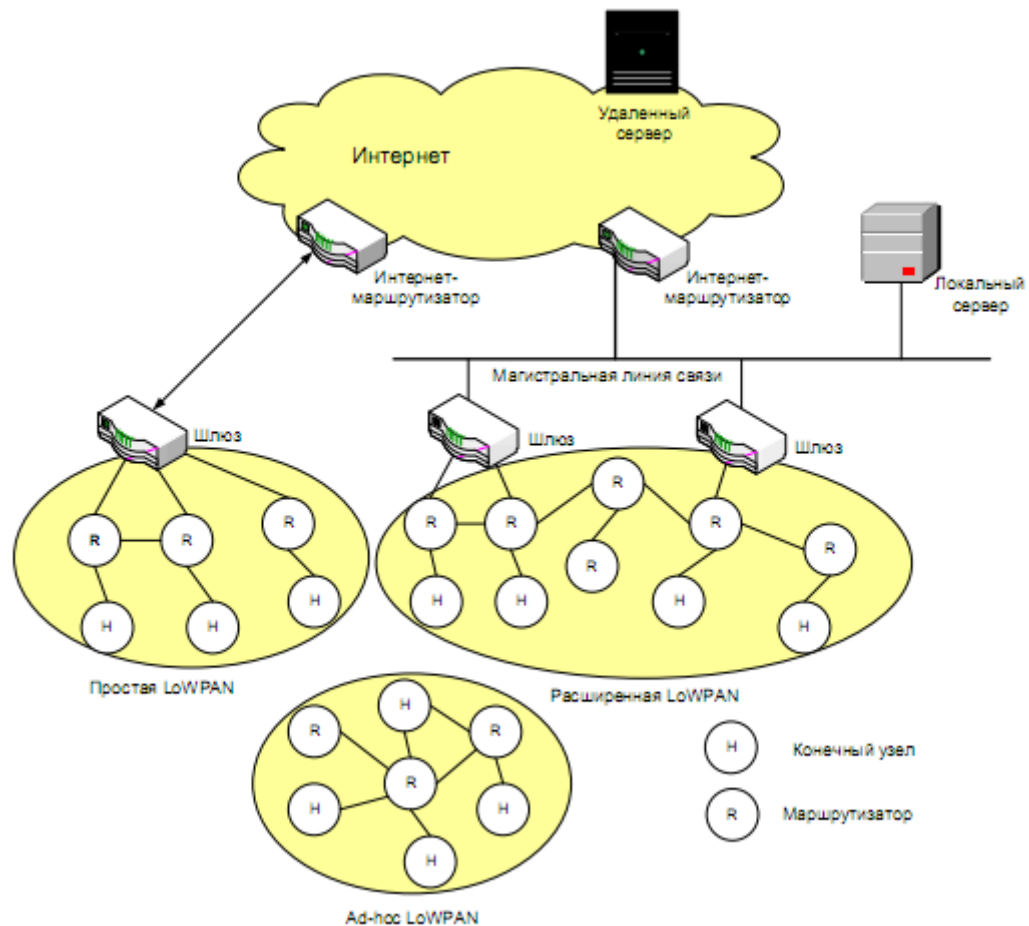 Удаленный
сервер
Интернет
Интернет-
маршрутизатор
Интернет-
маршрутизатор
Локальный
сервер
Магистральная линия связи
Шлюз
Шлюз
Шлюз
R
R
R
H
H
H
R
R
R
R
R
R
H
H
H
H
Простая LoWPAN
Расширенная LoWPAN
H
R
R
R
H
H
H
H
Конечный узел
R
Маршрутизатор
Ad-hoc LoWPAN